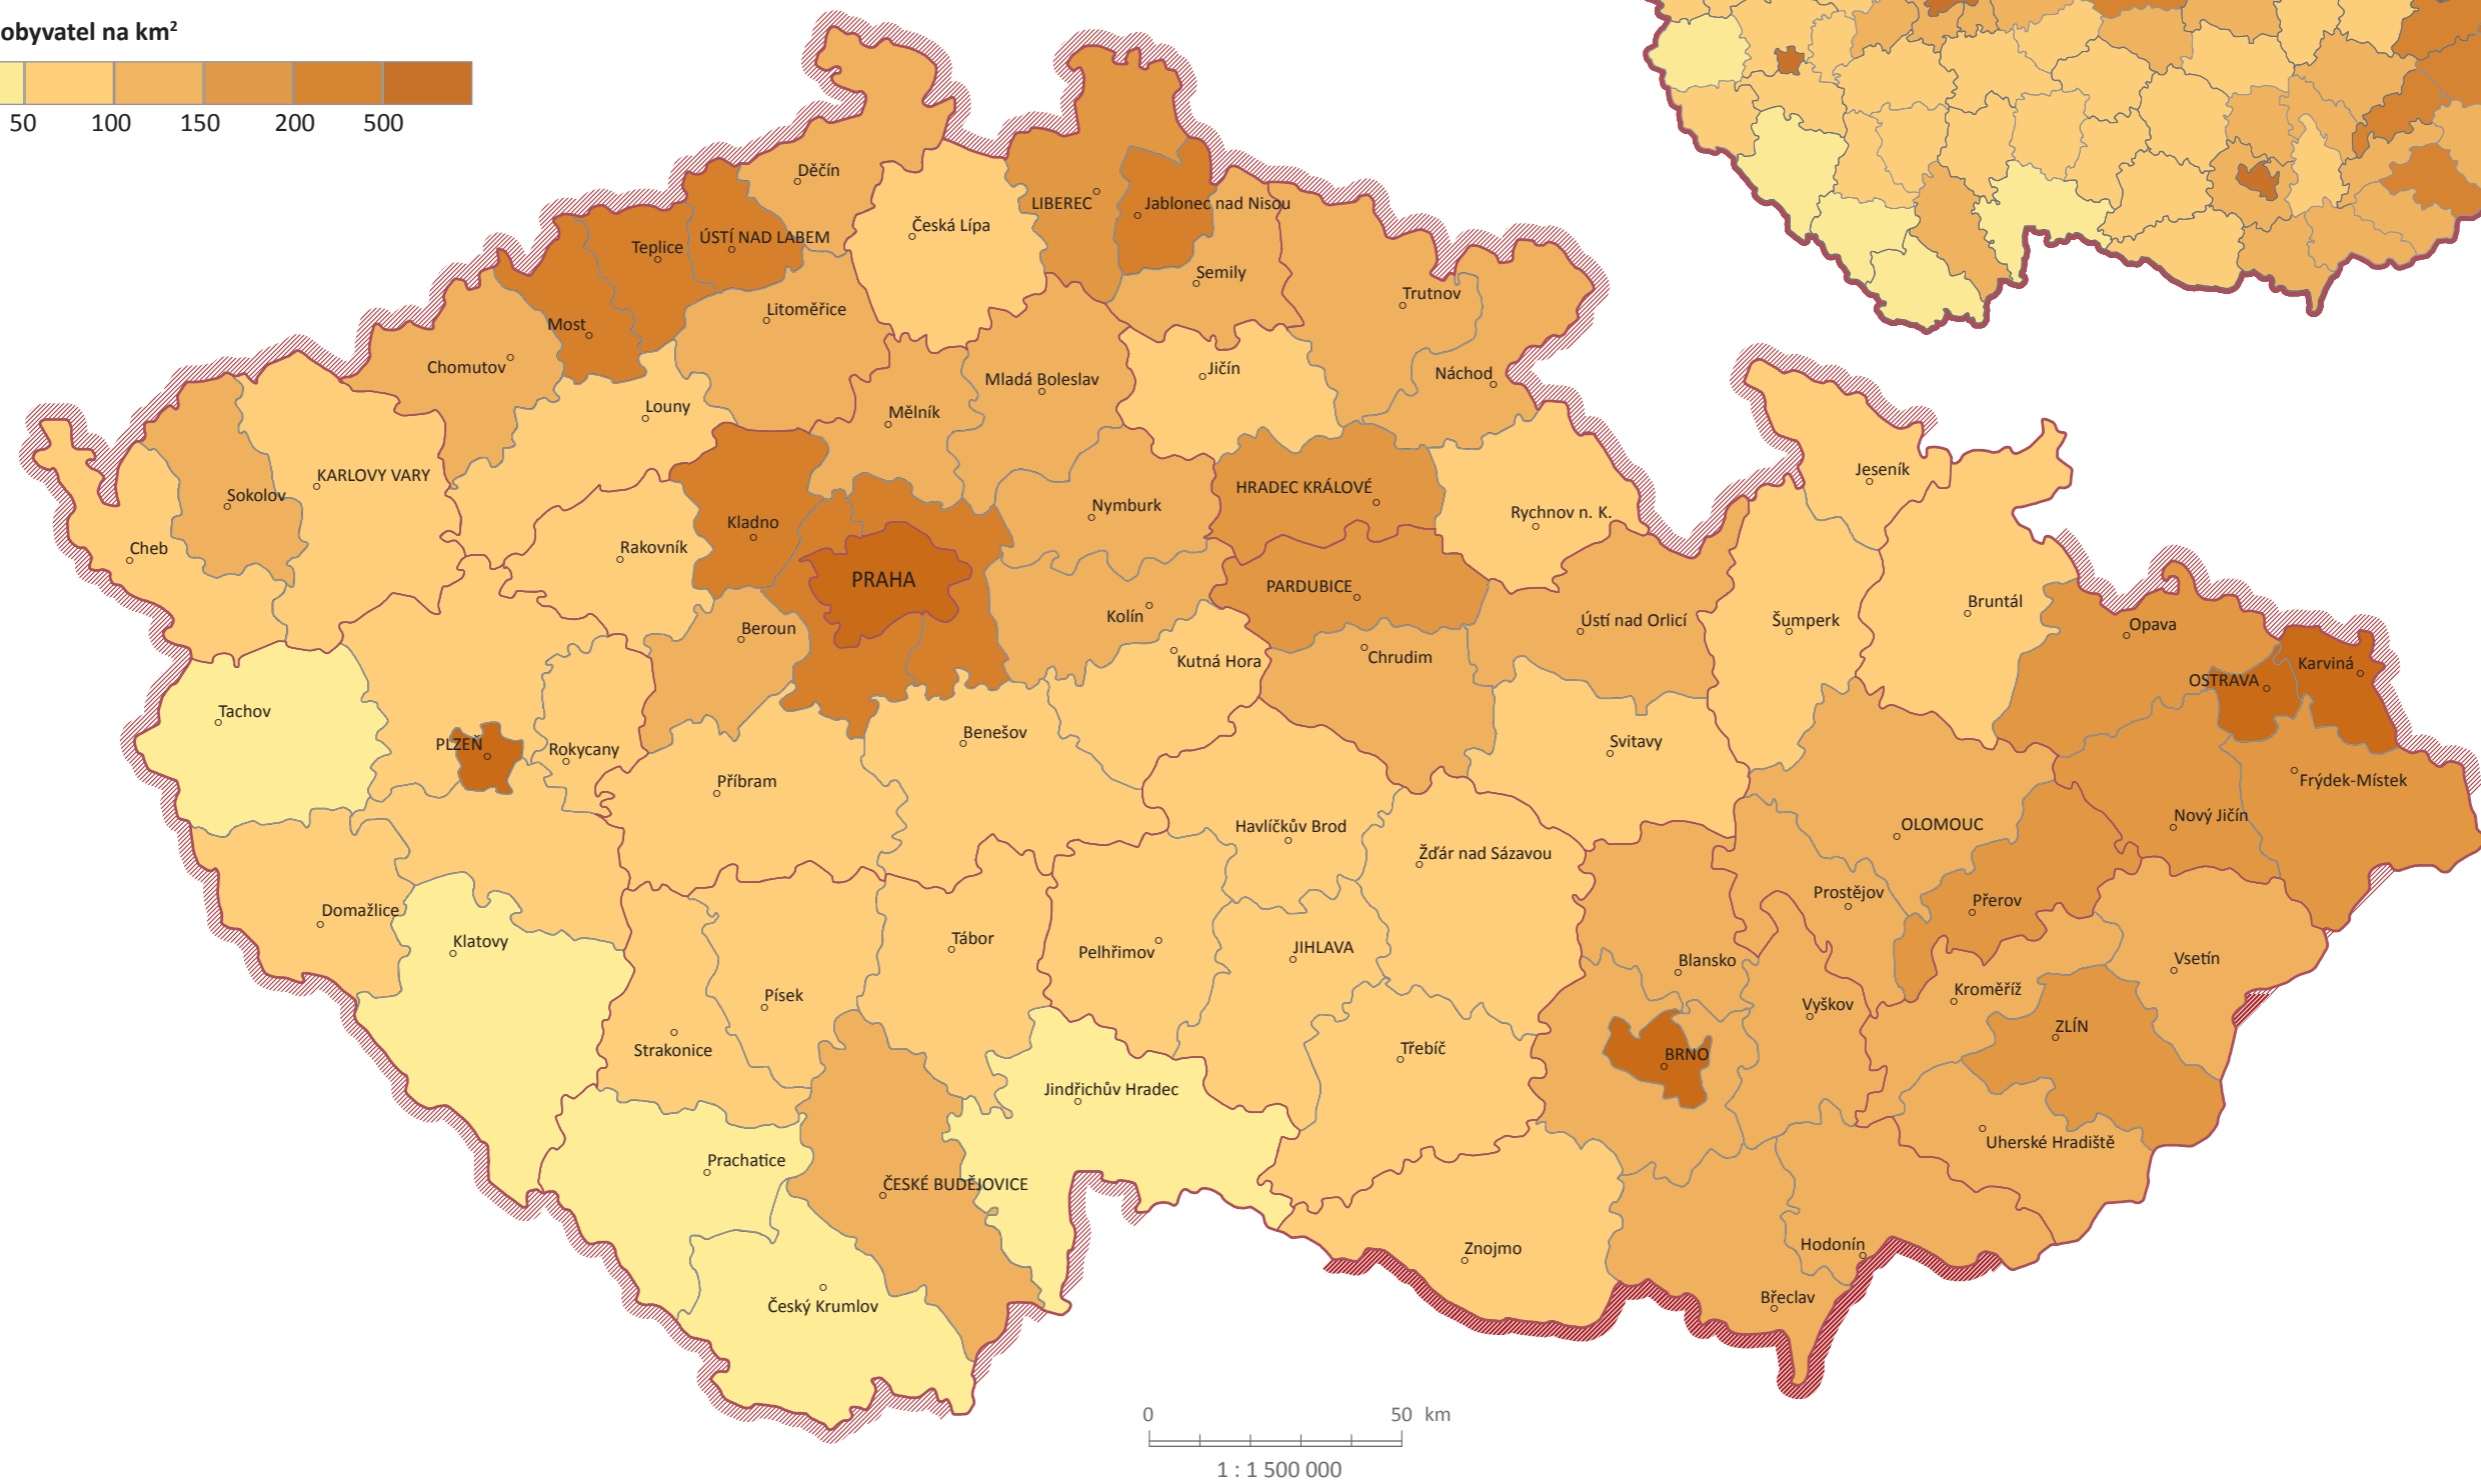 obyvatel na km²
50 100 150 200 500
Děčín
LIBEREC
Jablonec nad Nisou
Česká Lípa
Teplice
ÚSTÍ NAD LABEM
Semily
Trutnov
Litoměřice
Most
Chomutov
Jičín
Náchod
Mladá Boleslav
Louny
Mělník
KARLOVY VARY
Jeseník
Sokolov
HRADEC KRÁLOVÉ
Nymburk
Rychnov n. K.
Kladno
Cheb
Rakovník
PRAHA
PARDUBICE
Bruntál
Kolín
Ústí nad Orlicí
Šumperk
Opava
Beroun
Chrudim
Kutná Hora
Karviná
OSTRAVA
Tachov
Benešov
Svitavy
PLZEŇ
Rokycany
Příbram
Frýdek-Místek
Nový Jičín
Havlíčkův Brod
OLOMOUC
Žďár nad Sázavou
Prostějov
Přerov
Domažlice
Klatovy
Tábor
Pelhřimov
JIHLAVA
Blansko
Vsetín
Písek
Kroměříž
Vyškov
ZLÍN
Strakonice
Třebíč
BRNO
Jindřichův Hradec
Uherské Hradiště
Prachatice
ČESKÉ BUDĚJOVICE
Znojmo
Hodonín
Břeclav
Český Krumlov
0 50 km
1 : 1 500 000